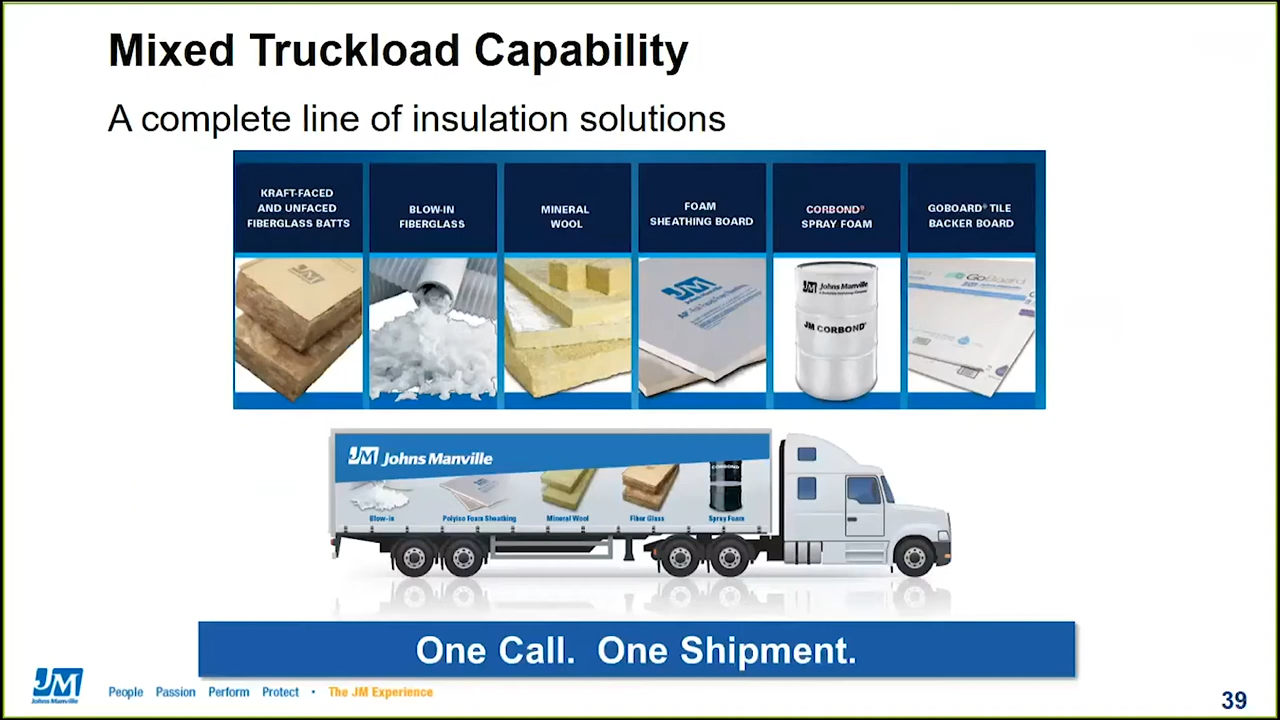 Mixed Truckload Capability
A complete line of insulation solutions
KRAFT-FACED
AND UNFACED
FIBERGLASS BATTS
BLOW-IN
FIBERGLASS
MINERAL
WOOL
FOAM
SHEATHING BOARD
CORBOND®
SPRAY FOAM
GOBOARD® TILE
BACKER BOARD
JM
JM
JM Johns Manville
JM CORBOND®
GoBoard
JM Johns Manville
CORBOND
Blow-in
Polyiso Foam Sheathing
Mineral Wool
Fiber Glass
Spray Foam
One Call. One Shipment.
JM
Johns Manville
People Passion Perform Protect • The JM Experience
39